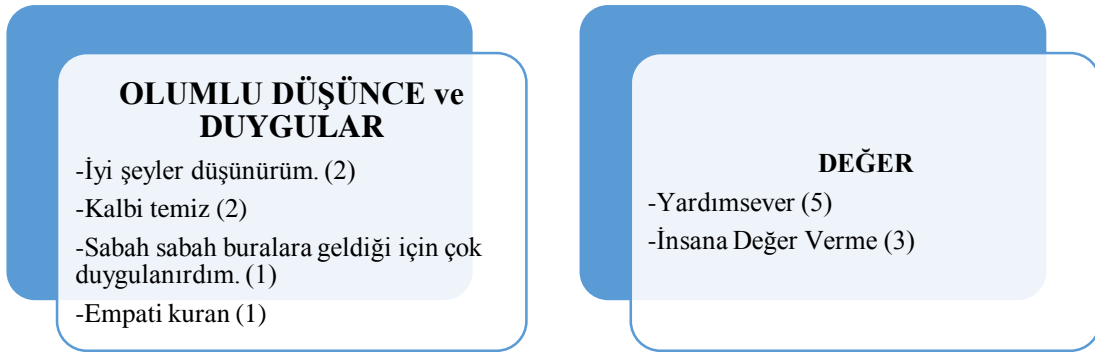 OLUMLU DÜŞÜNCE ve
DUYGULAR
-İyi şeyler düşünürüm. (2)
-Kalbi temiz (2)
-Sabah sabah buralara geldiği için çok
duygulanırdım. (1)
-Empati kuran (1)
DEĞER
-Yardımsever (5)
-İnsana Değer Verme (3)